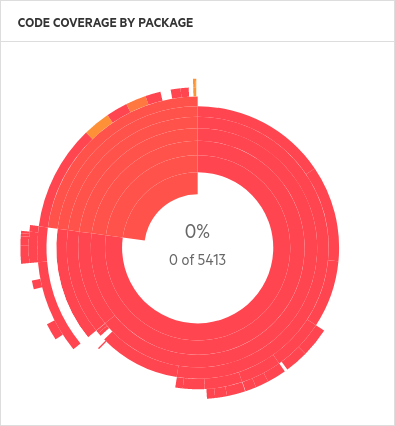 CODE COVERAGE BY PACKAGE
0%
0 of 5413